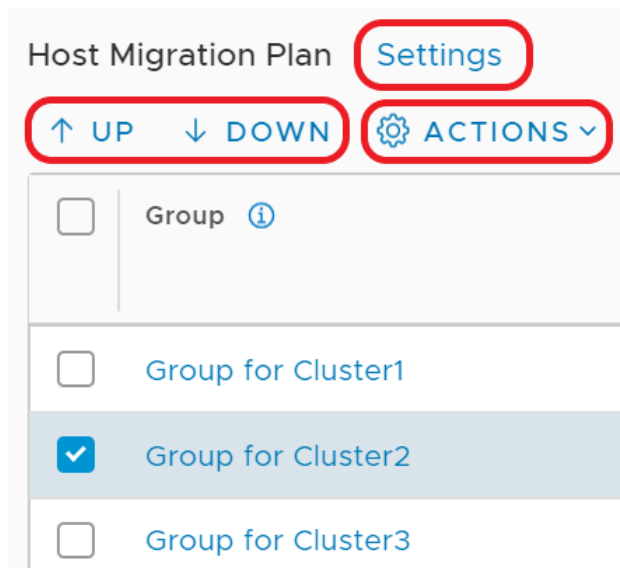 Host Migration Plan Settings
UP DOWN ACTIONS
Group
Group for Cluster1
Group for Cluster2
Group for Cluster3